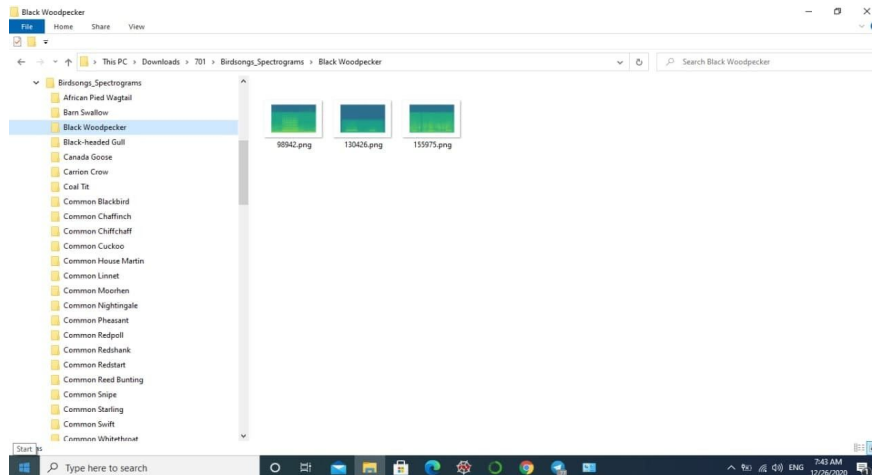 Black Woodpecker
File Home Share View
This PC > Downloads > 701 > Birdsongs_Spectrograms > Black Woodpecker
Search Black Woodpecker
Birdsongs_Spectrograms
African Pied Wagtail
Barn Swallow
Black Woodpecker
Black-headed Gull
Canada Goose
Carrion Crow
Coal Tit
Common Blackbird
Common Chaffinch
Common Chiffchaff
Common Cuckoo
Common House Martin
Common Linnet
Common Moorhen
Common Nightingale
Common Pheasant
Common Redpoll
Common Redshank
Common Redstart
Common Reed Bunting
Common Snipe
Common Starling
Common Swift
Common Whitethroat
98942.png 130426.png 155975.png
Start
Type here to search
ENG
7:43 AM
12/26/2020